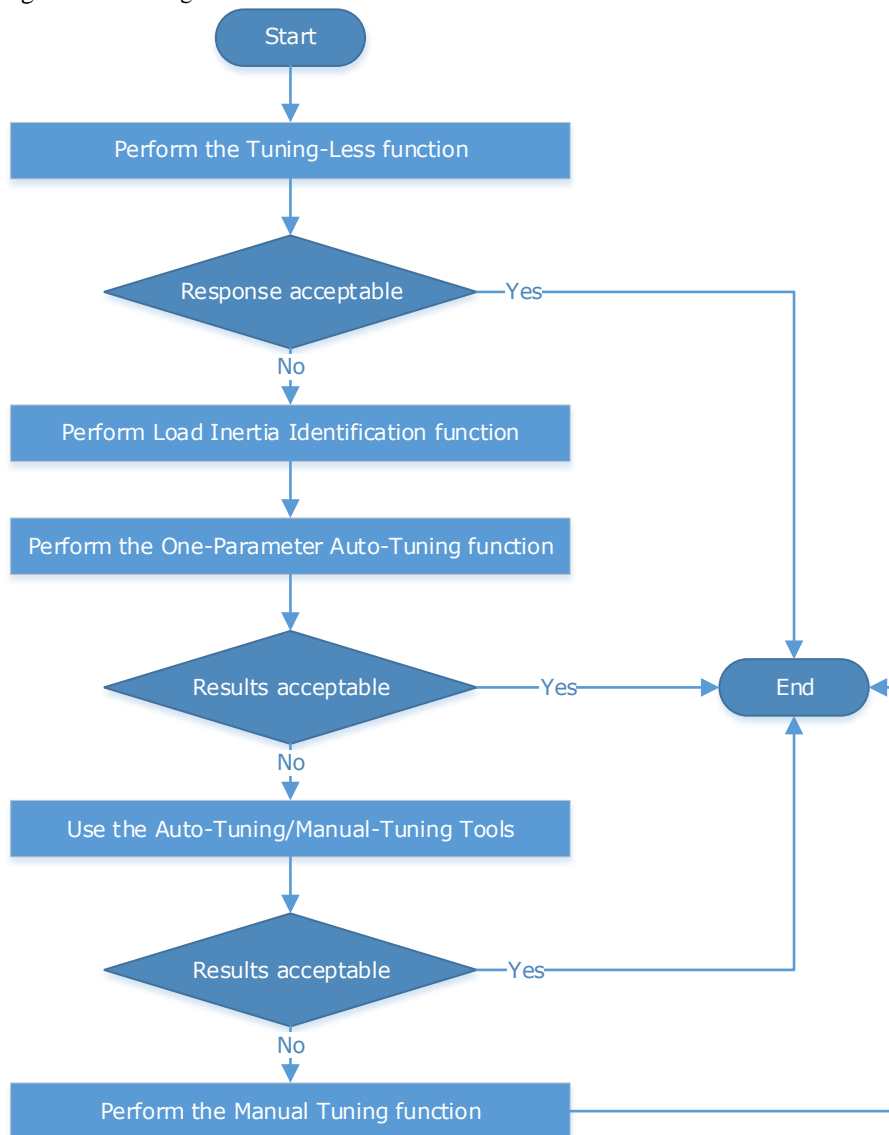 Start
Perform the Tuning-Less function
Response acceptable
Yes
No
Perform Load Inertia Identification function
Perform the One-Parameter Auto-Tuning function
Results acceptable
Yes
End
No
Use the Auto-Tuning/Manual-Tuning Tools
Results acceptable
Yes
No
Perform the Manual Tuning function